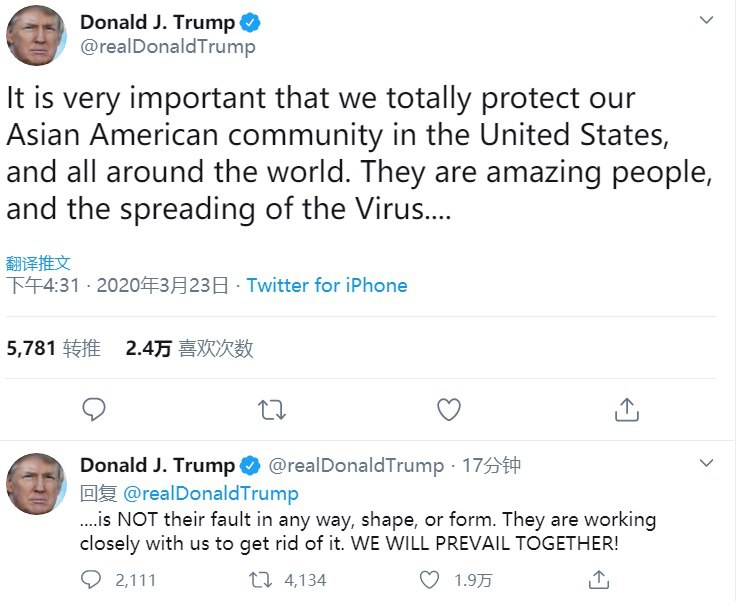 Donald J. Trump
@realDonaldTrump
It is very important that we totally protect our
Asian American community in the United States,
and all around the world. They are amazing people,
and the spreading of the Virus....
翻译推文
下午4:31 · 2020年3月23日 · Twitter for iPhone
5,781 转推 2.4万 喜欢次数
Donald J. Trump @realDonaldTrump · 17分钟
回复 @realDonaldTrump
....is NOT their fault in any way, shape, or form. They are working
closely with us to get rid of it. WE WILL PREVAIL TOGETHER!
2,111 4,134 1.9万